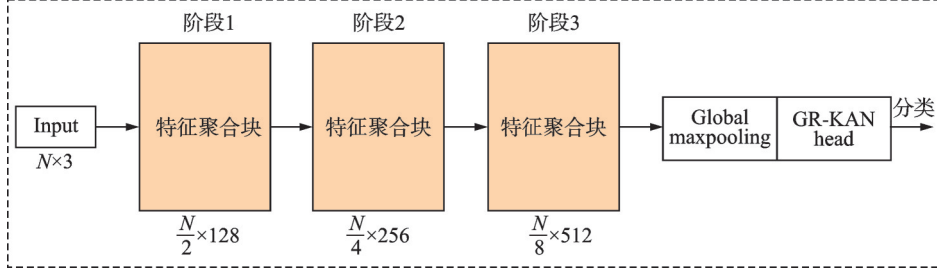 阶段1
阶段2
阶段3
Input
N×3
特征聚合块
特征聚合块
特征聚合块
Global
maxpooling
GR-KAN
head
分类
N/2×128
N/4×256
N/8×512